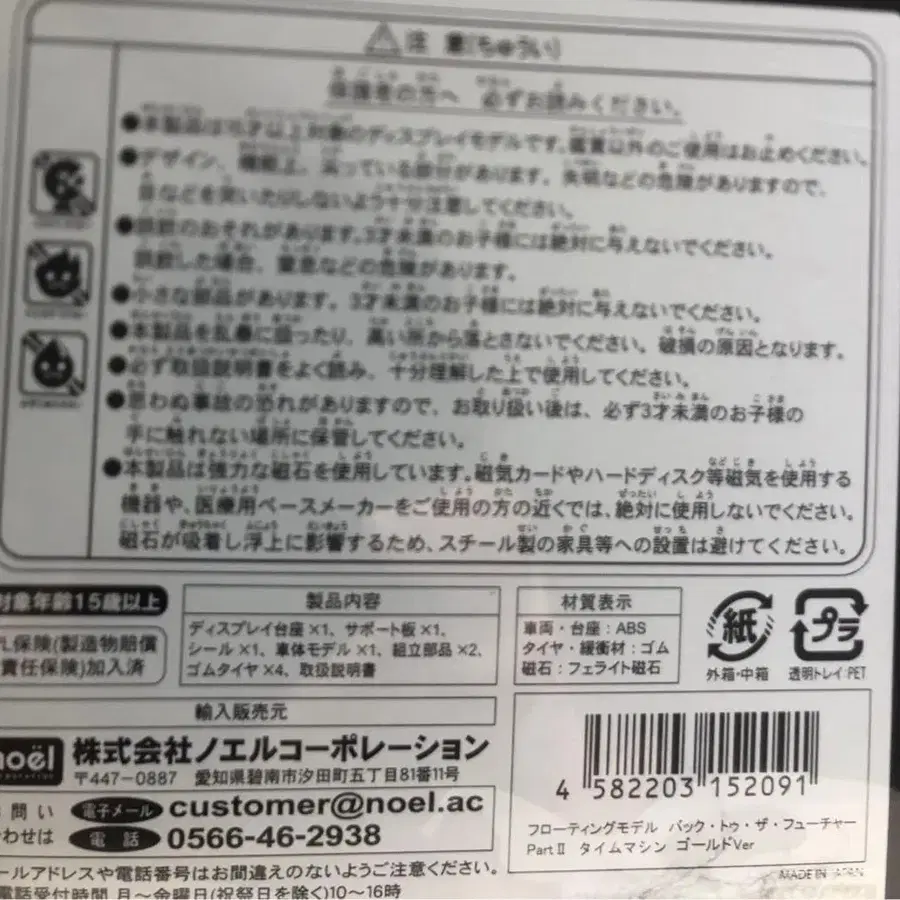 注 意(ちゅうい)
保護者の方へ 必ずお読みください。
●本製品は15才以上対象のディスプレイモデルです。鑑賞以外のご使用はお止めください。
●デザイン、機能上、尖っている部分があります。失明などの危険がありますので、
目などを突いたりしないよう十分注意してください。
●誤飲のおそれがあります。3才未満のお子様には絶対に与えないでください。
誤飲した場合、窒息などの危険があります。
●小さな部品があります。3才未満のお子様には絶対に与えないでください。
●本製品を乱暴に扱ったり、高い所から落とさないでください。破損の原因となります。
●必ず取扱説明書をよく読み、十分理解した上で使用してください。
●思わぬ事故の恐れがありますので、お取り扱い後は、必ず3才未満のお子様の
手に触れない場所に保管してください。
●本製品は強力な磁石を使用しています。磁気カードやハードディスク等磁気を使用する
機器や、医療用ペースメーカーをご使用の方の近くでは、絶対に使用しないでください。
磁石が吸着し浮上に影響するため、スチール製の家具等への設置は避けてください。
対象年齢15歳以上
保険(製造物賠償
責任保険)加入済
製品内容
ディスプレイ台座×1、サポート板×1、
シール×1、車体モデル×1、組立部品×2、
ゴムタイヤ×4、取扱説明書
材質表示
車両・台座:ABS
タイヤ・緩衝材:ゴム
磁石:フェライト磁石
紙
外箱・中箱
プラ
透明トレイ:PET
輸入販売元
noël
株式会社ノエルコーポレーション
〒447-0887 愛知県碧南市汐田町五丁目81番11号
問い
わせは
電子メール customer@noel.ac
電話 0566-46-2938
ールアドレスや電話番号はお間違えのないようご注意ください。
電話受付時間 月〜金曜日(祝祭日を除く)10〜16時
4 582203 152091
フローティングモデル バック・トゥ・ザ・フューチャー
Part II タイムマシン ゴールドVer
MADE IN JAPAN